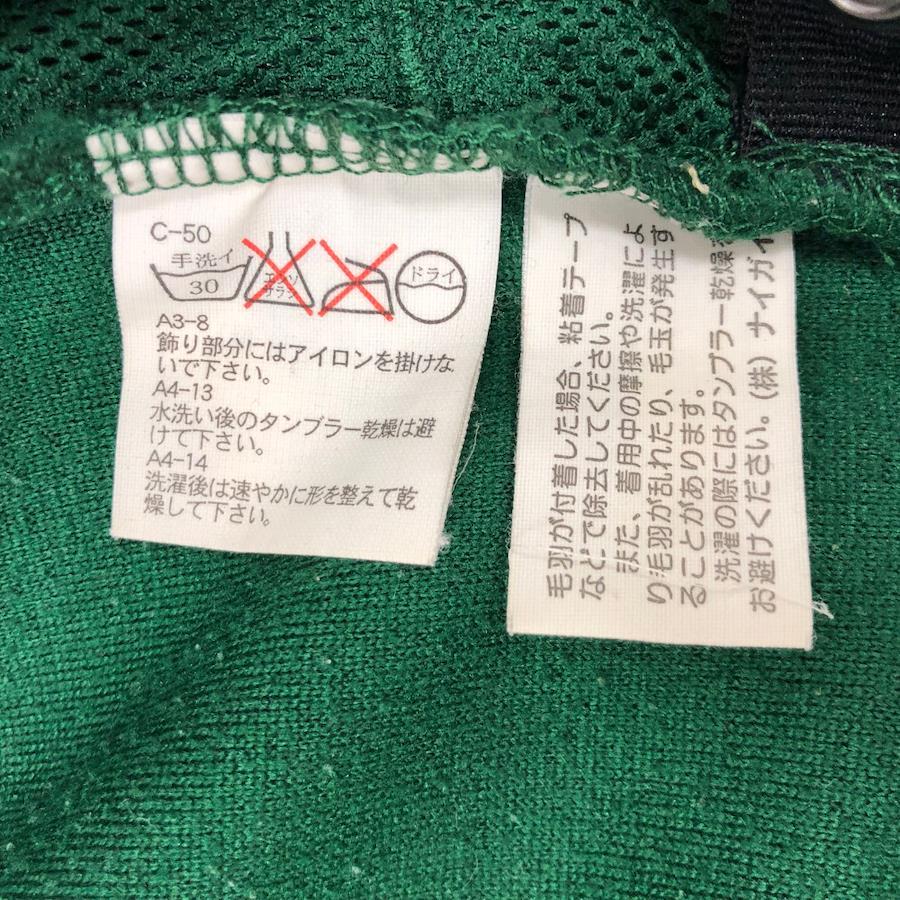 C-50
手洗イ
30
エンソ
サラシ
ドライ
A3-8
飾り部分にはアイロンを掛けな
いで下さい。
A4-13
水洗い後のタンブラー乾燥は避
けて下さい。
A4-14
洗濯後は速やかに形を整えて乾
燥して下さい。
毛羽が付着した場合、粘着テープ
などで除去してください。
また、着用中の摩擦や洗濯によ
り毛羽が乱れたり、毛玉が発生す
ることがあります。
洗濯の際にはタンブラー乾燥を
お避けください。(株)ナイガイ